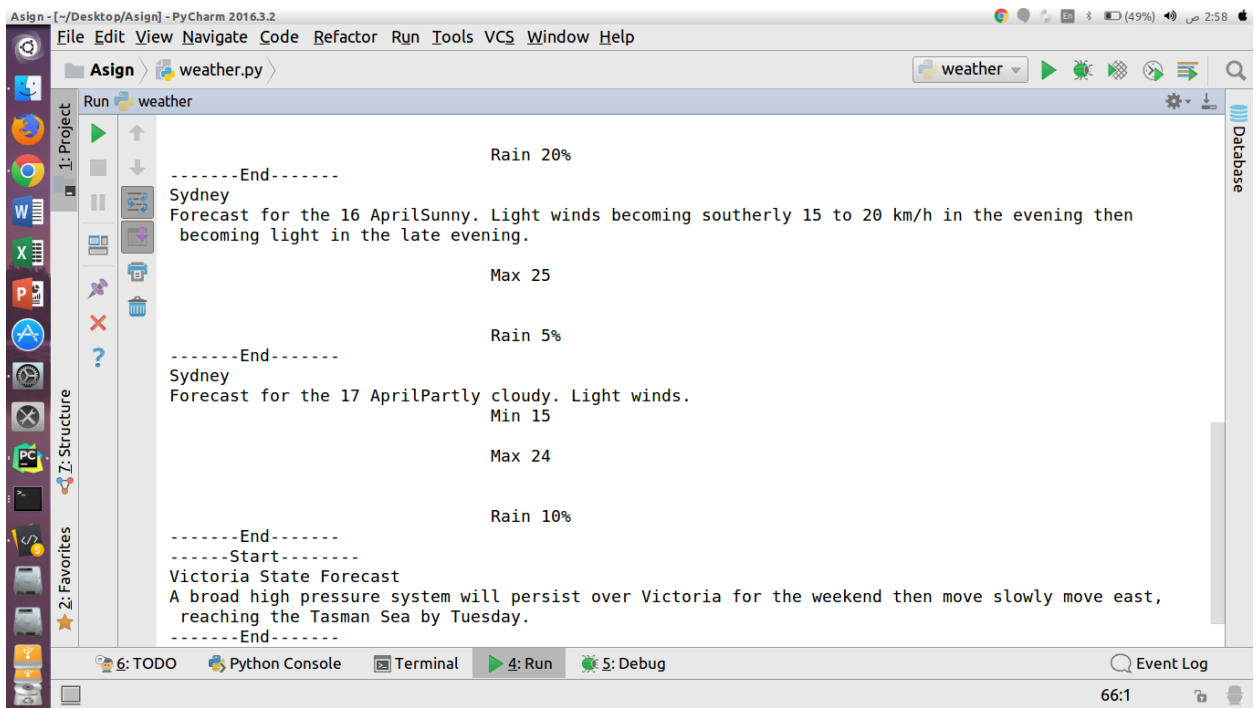 Asign - [~/Desktop/Asign] - PyCharm 2016.3.2
En (49%) 2:58 ص
File Edit View Navigate Code Refactor Run Tools VCS Window Help
Asign weather.py weather
Run weather
1: Project
Database
Rain 20%
-------End-------
Sydney
Forecast for the 16 AprilSunny. Light winds becoming southerly 15 to 20 km/h in the evening then
becoming light in the late evening.
Max 25
Rain 5%
-------End-------
Sydney
Forecast for the 17 AprilPartly cloudy. Light winds.
Min 15
Max 24
Rain 10%
-------End-------
------Start--------
Victoria State Forecast
A broad high pressure system will persist over Victoria for the weekend then move slowly move east,
reaching the Tasman Sea by Tuesday.
-------End-------
7: Structure
2: Favorites
W
X
P
PC
6: TODO Python Console Terminal 4: Run 5: Debug Event Log
66:1